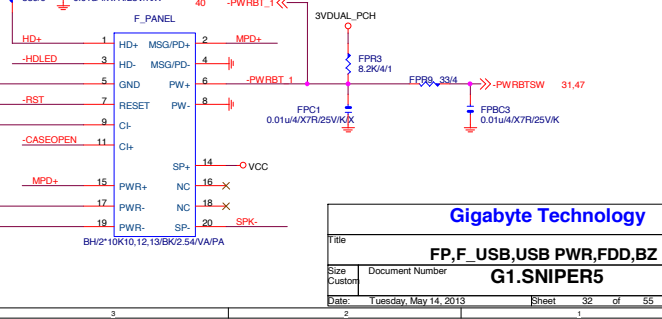 40 -PWRBT_1
F_PANEL
3VDUAL_PCH
HD+ 1 HD+ MSG/PD+ 2 MPD+
-HDLED 3 HD- MSG/PD- 4
FPR3
8.2K/4/1
5 GND PW+ 6 -PWRBT_1
FPR9 33/4 -PWRBTSW 31,47
-RST 7 RESET PW- 8
FPC1
0.01u/4/X7R/25V/K/X
FPBC3
0.01u/4/X7R/25V/K
9 CI-
-CASEOPEN 11 CI+
SP+ 14 VCC
MPD+ 15 PWR+ NC 16
17 PWR- NC 18
19 PWR- SP- 20 SPK-
BH/2*10K10,12,13/BK/2.54/VA/PA
Gigabyte Technology
Title
FP,F_USB,USB PWR,FDD,BZ
Size
Custom
Document Number
G1.SNIPER5
Date: Tuesday, May 14, 2013 Sheet 32 of 55
3 2 1